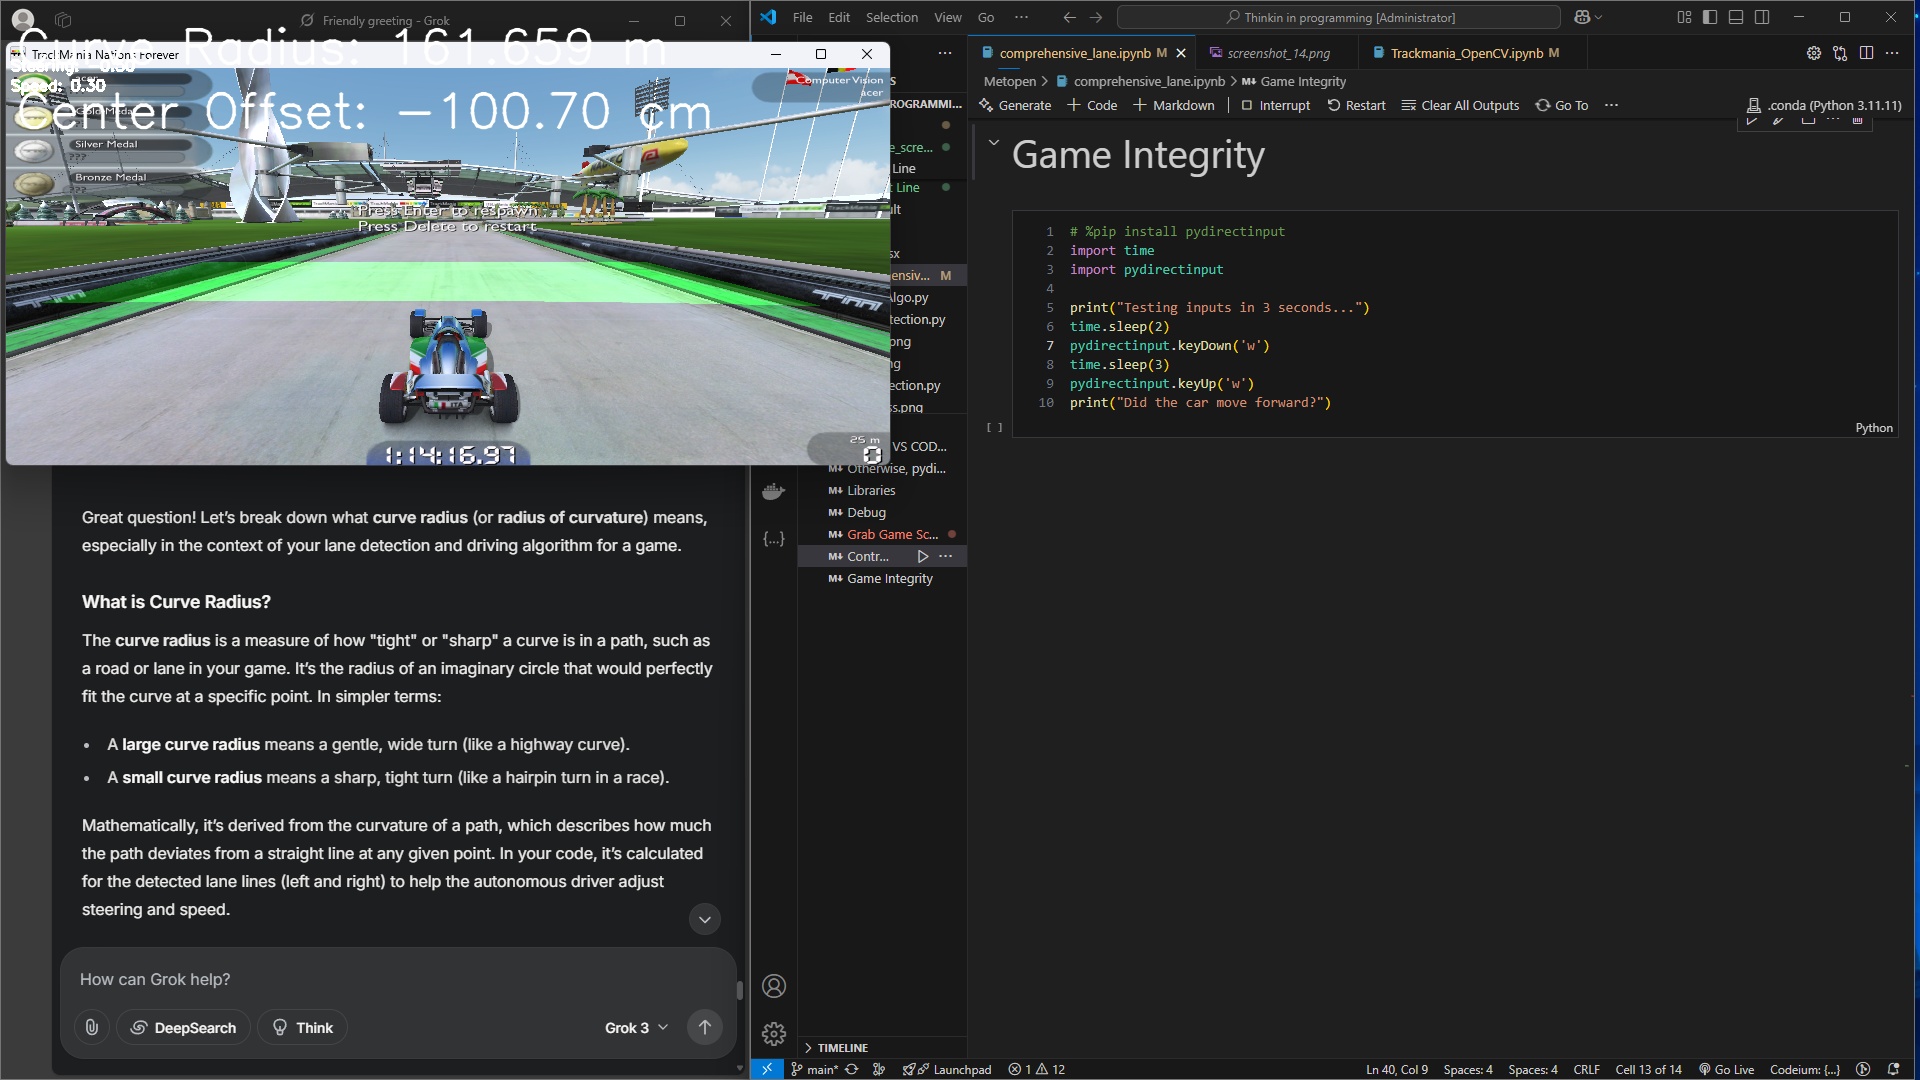 Friendly greeting - Grok
Curve Radius: 161.659 m
TrackMania Nations Forever
Speed: 0.30
Center Offset: -100.70 cm
Computer Vision
acer
Silver Medal
???
Bronze Medal
???
Press Enter to respawn
Press Delete to restart
1:14:16.97
25 m
0
Great question! Let's break down what curve radius (or radius of curvature) means,
especially in the context of your lane detection and driving algorithm for a game.
What is Curve Radius?
The curve radius is a measure of how "tight" or "sharp" a curve is in a path, such as
a road or lane in your game. It's the radius of an imaginary circle that would perfectly
fit the curve at a specific point. In simpler terms:
• A large curve radius means a gentle, wide turn (like a highway curve).
• A small curve radius means a sharp, tight turn (like a hairpin turn in a race).
Mathematically, it's derived from the curvature of a path, which describes how much
the path deviates from a straight line at any given point. In your code, it's calculated
for the detected lane lines (left and right) to help the autonomous driver adjust
steering and speed.
How can Grok help?
DeepSearch
Think
Grok 3
File Edit Selection View Go ···
Thinkin in programming [Administrator]
comprehensive_lane.ipynb M
screenshot_14.png
Trackmania_OpenCV.ipynb M
Metopen > comprehensive_lane.ipynb > M↓ Game Integrity
Generate + Code + Markdown Interrupt Restart Clear All Outputs Go To ···
.conda (Python 3.11.11)
ROGRAMMI...
e_scre...
Line
t Line
ensiv... M
tection.py
ection.py
VS COD...
Otherwise, pydi...
Libraries
Debug
Grab Game Sc...
Contr...
Game Integrity
TIMELINE
Game Integrity
1 # %pip install pydirectinput
2 import time
3 import pydirectinput
4
5 print("Testing inputs in 3 seconds...")
6 time.sleep(2)
7 pydirectinput.keyDown('w')
8 time.sleep(3)
9 pydirectinput.keyUp('w')
10 print("Did the car move forward?")
[ ]
Python
main*
Launchpad
1
12
Ln 40, Col 9
Spaces: 4
Spaces: 4
CRLF
Cell 13 of 14
Go Live
Codeium: {...}